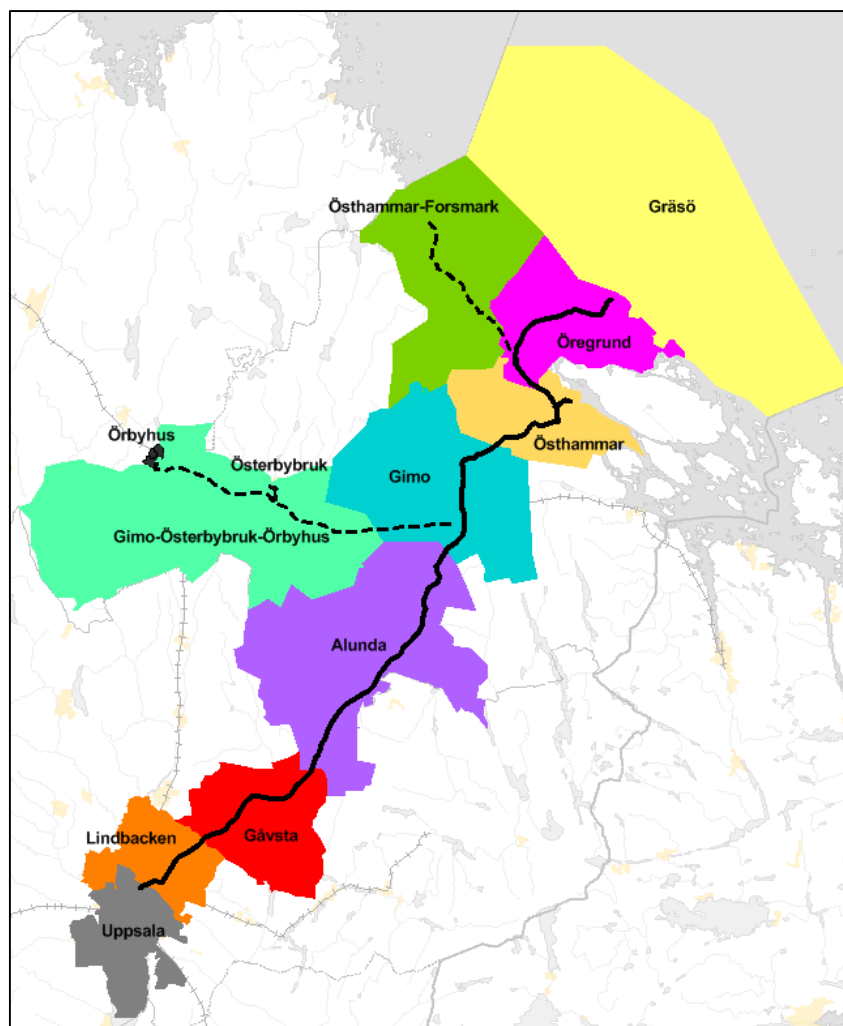 Östhammar-Forsmark
Gräsö
Öregrund
Örbyhus
Österbybruk
Östhammar
Gimo
Gimo-Österbybruk-Örbyhus
Alunda
Lindbacken
Gåvsta
Uppsala